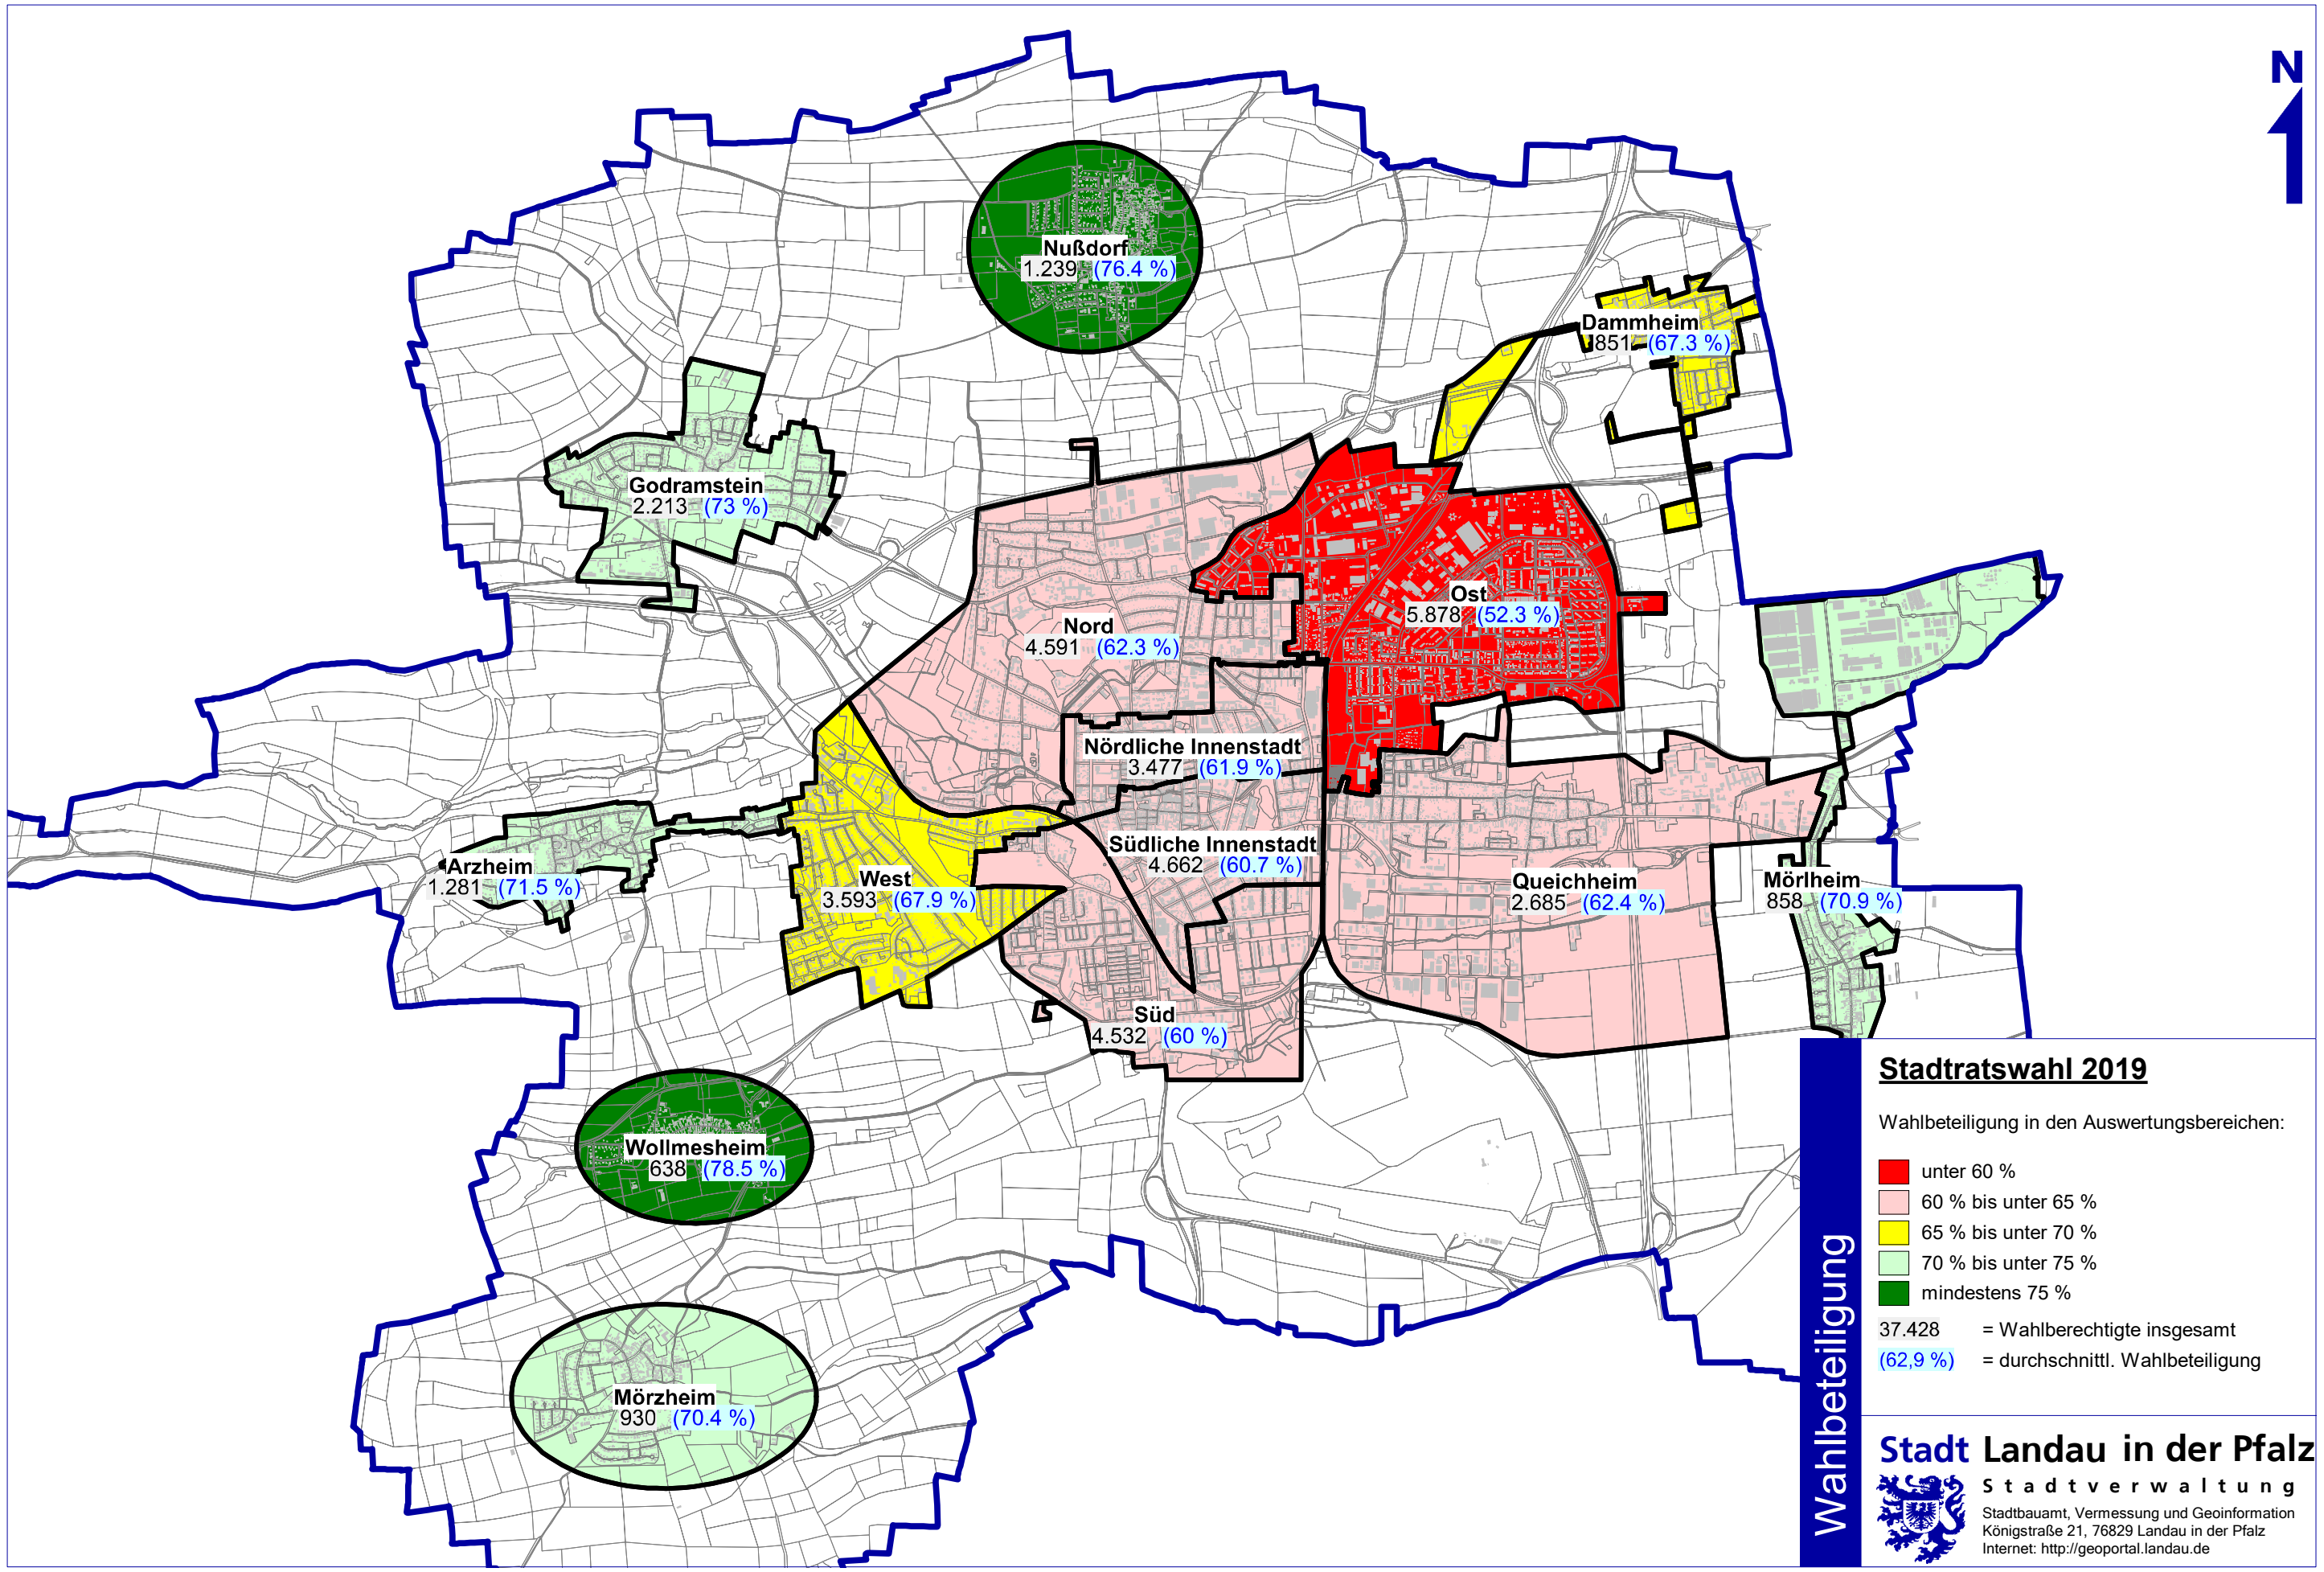 N
Nußdorf
1.239 (76.4 %)
Dammheim
851 (67.3 %)
Godramstein
2.213 (73 %)
Ost
5.878 (52.3 %)
Nord
4.591 (62.3 %)
Nördliche Innenstadt
3.477 (61.9 %)
Südliche Innenstadt
4.662 (60.7 %)
Arzheim
1.281 (71.5 %)
West
3.593 (67.9 %)
Queichheim
2.685 (62.4 %)
Mörlheim
858 (70.9 %)
Süd
4.532 (60 %)
Wollmesheim
638 (78.5 %)
Mörzheim
930 (70.4 %)
Wahlbeteiligung
Stadtratswahl 2019
Wahlbeteiligung in den Auswertungsbereichen:
unter 60 %
60 % bis unter 65 %
65 % bis unter 70 %
70 % bis unter 75 %
mindestens 75 %
37.428 = Wahlberechtigte insgesamt
(62,9 %) = durchschnittl. Wahlbeteiligung
Stadt Landau in der Pfalz
Stadtverwaltung
Stadtbauamt, Vermessung und Geoinformation
Königstraße 21, 76829 Landau in der Pfalz
Internet: http://geoportal.landau.de